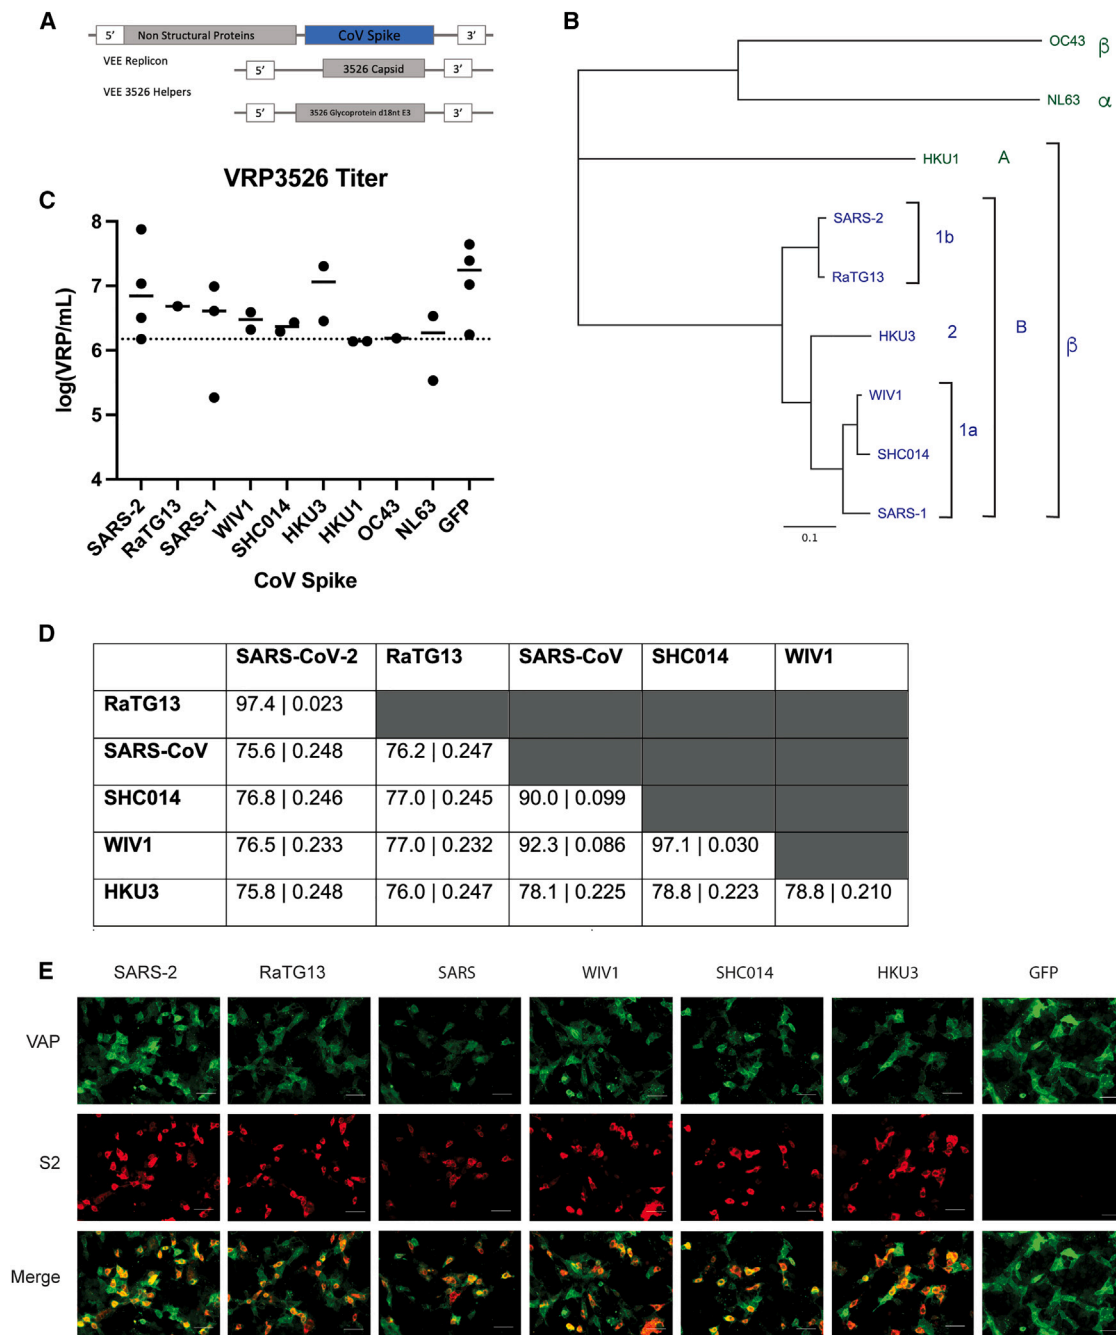 A
5′ Non Structural Proteins CoV Spike 3′
VEE Replicon
5′ 3526 Capsid 3′
VEE 3526 Helpers
5′ 3526 Glycoprotein d18nt E3 3′
B
OC43 β
NL63 α
HKU1 A
SARS-2
1b
RaTG13
HKU3 2 B
β
WIV1
1a
SHC014
SARS-1
0.1
C
VRP3526 Titer
log(VRP/mL)
8
7
6
5
4
SARS-2 RaTG13 SARS-1 WIV1 SHC014 HKU3 HKU1 OC43 NL63 GFP
CoV Spike
D
SARS-CoV-2 RaTG13 SARS-CoV SHC014 WIV1
RaTG13 97.4 | 0.023
SARS-CoV 75.6 | 0.248 76.2 | 0.247
SHC014 76.8 | 0.246 77.0 | 0.245 90.0 | 0.099
WIV1 76.5 | 0.233 77.0 | 0.232 92.3 | 0.086 97.1 | 0.030
HKU3 75.8 | 0.248 76.0 | 0.247 78.1 | 0.225 78.8 | 0.223 78.8 | 0.210
E
SARS-2 RaTG13 SARS WIV1 SHC014 HKU3 GFP
VAP
S2
Merge